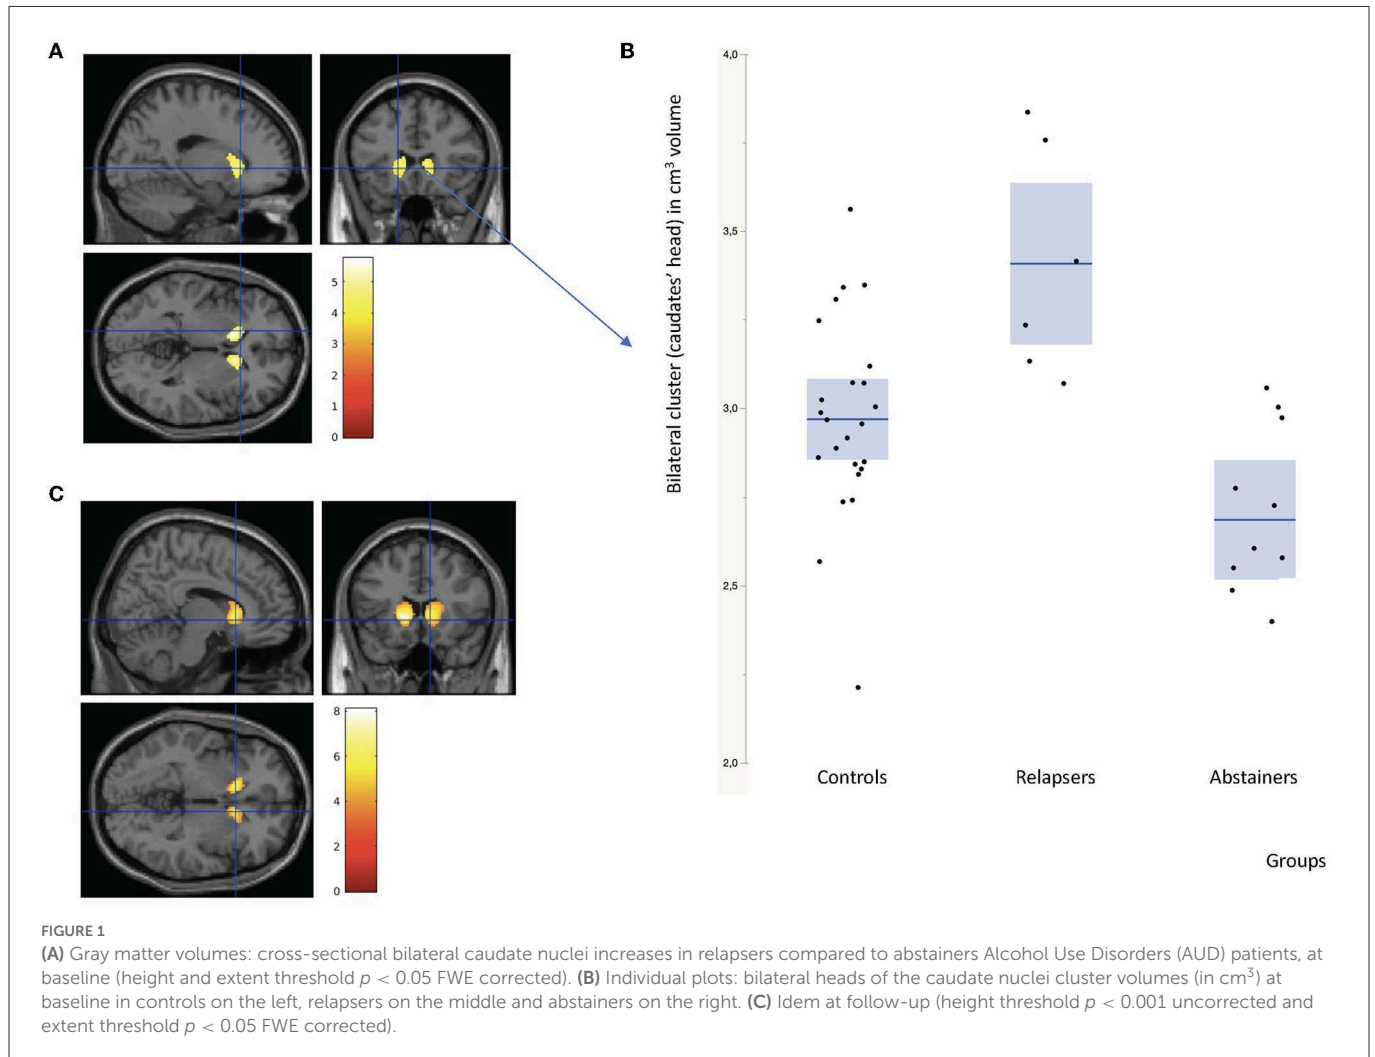 A
B
5
4
3
2
1
0
Bilateral cluster (caudates' head) in cm³ volume
4,0
3,5
3,0
2,5
2,0
Controls
Relapsers
Abstainers
Groups
C
8
6
4
2
0
FIGURE 1
(A) Gray matter volumes: cross-sectional bilateral caudate nuclei increases in relapsers compared to abstainers Alcohol Use Disorders (AUD) patients, at
baseline (height and extent threshold p < 0.05 FWE corrected). (B) Individual plots: bilateral heads of the caudate nuclei cluster volumes (in cm³) at
baseline in controls on the left, relapsers on the middle and abstainers on the right. (C) Idem at follow-up (height threshold p < 0.001 uncorrected and
extent threshold p < 0.05 FWE corrected).